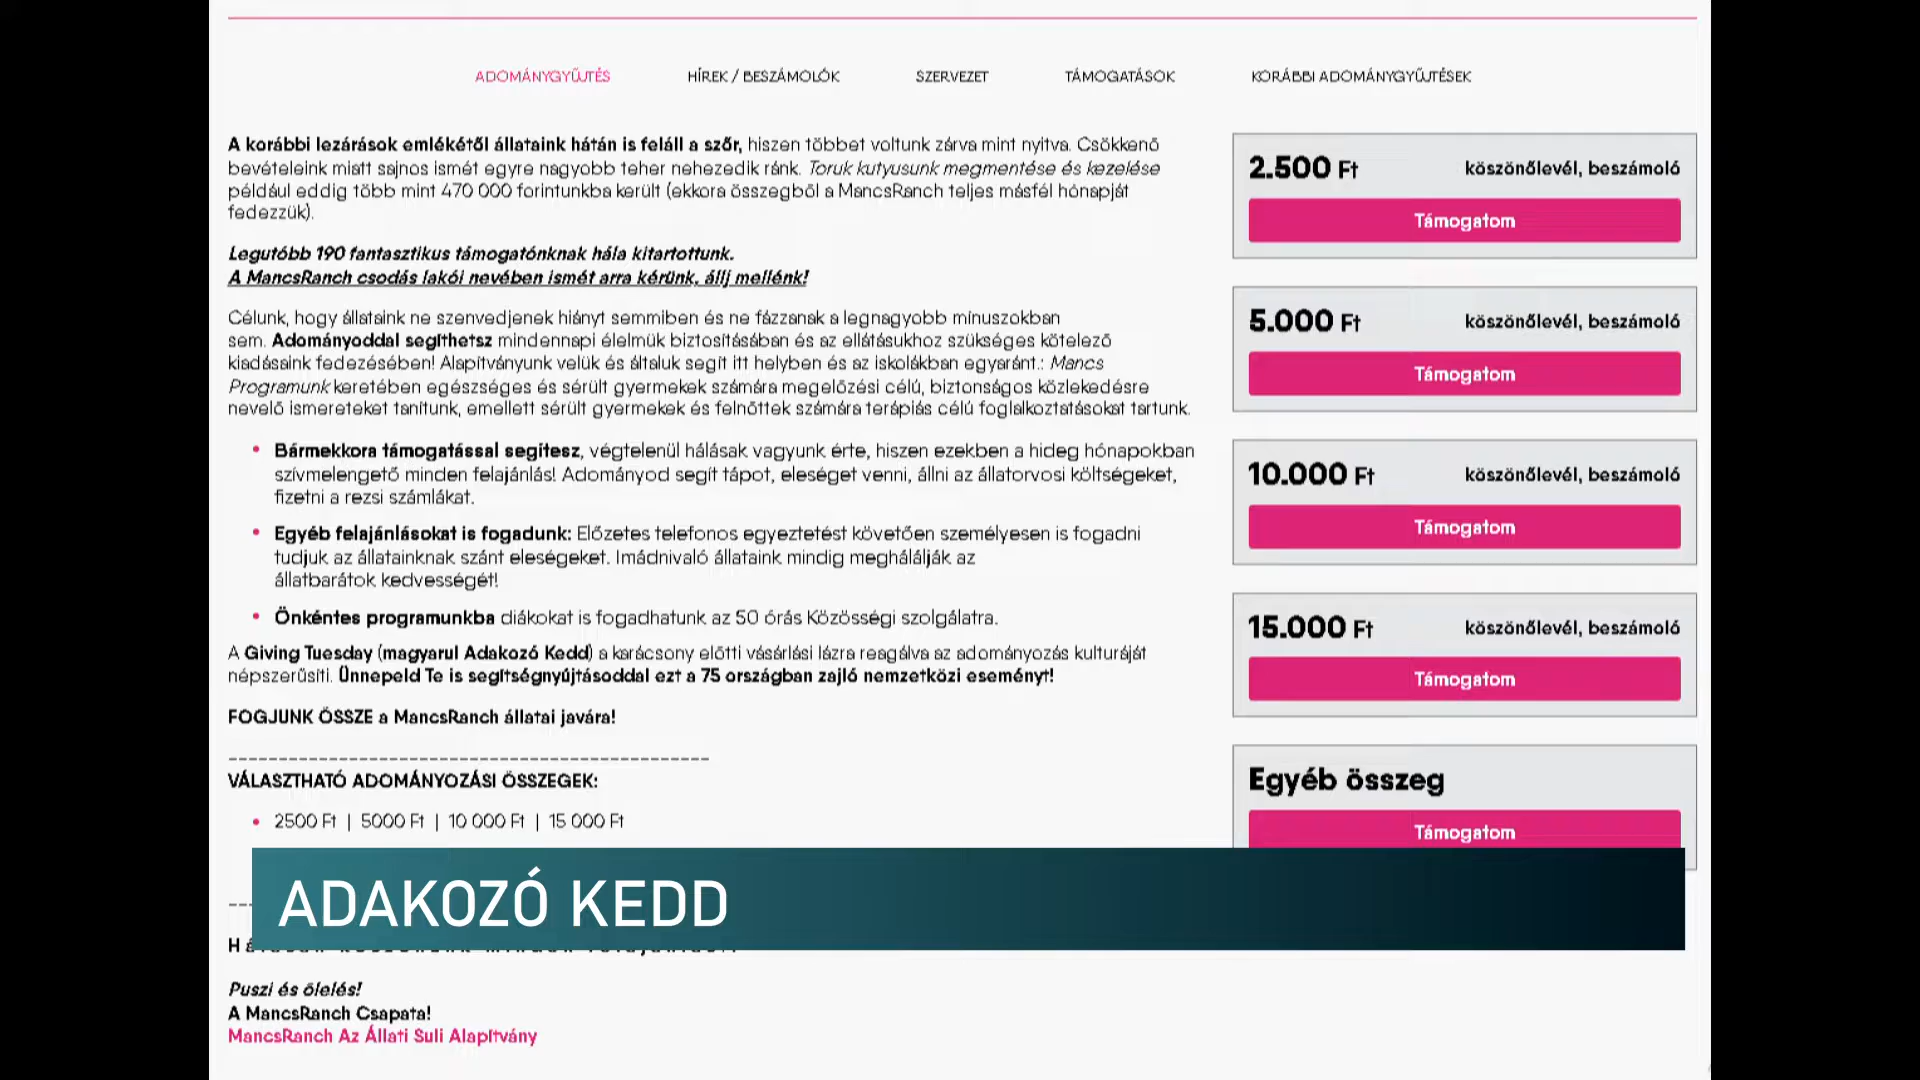 ADOMÁNYGYŰJTÉS
HÍREK / BESZÁMOLÓK
SZERVEZET
TÁMOGATÁSOK
KORÁBBI ADOMÁNYGYŰJTÉSEK
A korábbi lezárások emlékétől állataink hátán is feláll a szőr, hiszen többet voltunk zárva mint nyitva. Csökkenő
bevételeink miatt sajnos ismét egyre nagyobb teher nehezedik ránk. Toruk kutyusunk megmentése és kezelése
például eddig több mint 470 000 forintunkba került (ekkora összegből a MancsRanch teljes másfél hónapját
fedezzük).
Legutóbb 190 fantasztikus támogatónknak hála kitartottunk.
A MancsRanch csodás lakói nevében ismét arra kérünk, állj mellénk!
Célunk, hogy állataink ne szenvedjenek hiányt semmiben és ne fázzanak a legnagyobb mínuszokban
sem. Adományoddal segíthetsz mindennapi élelmük biztosításában és az ellátásukhoz szükséges kötelező
kiadásaink fedezésében! Alapítványunk velük és általuk segít itt helyben és az iskolákban egyaránt.: Mancs
Programunk keretében egészséges és sérült gyermekek számára megelőzési célú, biztonságos közlekedésre
nevelő ismereteket tanítunk, emellett sérült gyermekek és felnőttek számára terápiás célú foglalkoztatásokat tartunk.
• Bármekkora támogatással segítesz, végtelenül hálásak vagyunk érte, hiszen ezekben a hideg hónapokban
szívmelengető minden felajánlás! Adományod segít tápot, eleséget venni, állni az állatorvosi költségeket,
fizetni a rezsi számlákat.
• Egyéb felajánlásokat is fogadunk: Előzetes telefonos egyeztetést követően személyesen is fogadni
tudjuk az állatainknak szánt eleségeket. Imádnivaló állataink mindig meghálálják az
állatbarátok kedvességét!
• Önkéntes programunkba diákokat is fogadhatunk az 50 órás Közösségi szolgálatra.
A Giving Tuesday (magyarul Adakozó Kedd) a karácsony előtti vásárlási lázra reagálva az adományozás kulturáját
népszerűsíti. Ünnepeld Te is segítségnyújtásoddal ezt a 75 országban zajló nemzetközi eseményt!
FOGJUNK ÖSSZE a MancsRanch állatai javára!
------------------------------------------------
VÁLASZTHATÓ ADOMÁNYOZÁSI ÖSSZEGEK:
• 2500 Ft | 5000 Ft | 10 000 Ft | 15 000 Ft
Puszi és ölelés!
A MancsRanch Csapata!
MancsRanch Az Állati Suli Alapítvány
2.500 Ft köszönőlevél, beszámoló
Támogatom
5.000 Ft köszönőlevél, beszámoló
Támogatom
10.000 Ft köszönőlevél, beszámoló
Támogatom
15.000 Ft köszönőlevél, beszámoló
Támogatom
Egyéb összeg
Támogatom
ADAKOZÓ KEDD